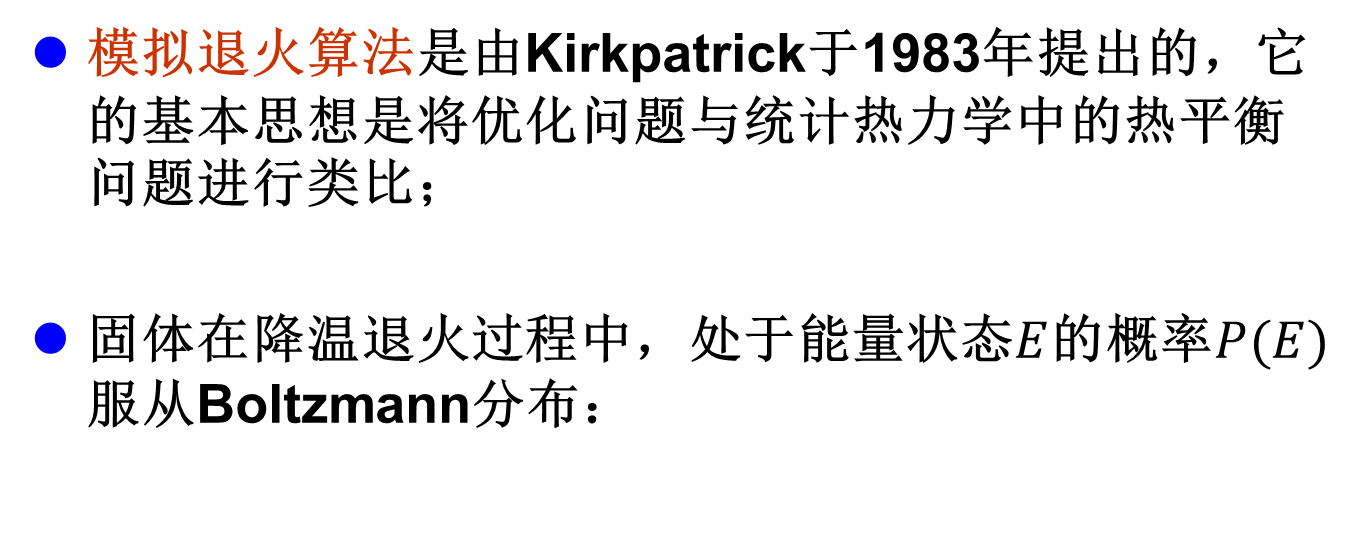 ● 模拟退火算法是由Kirkpatrick于1983年提出的，它
的基本思想是将优化问题与统计热力学中的热平衡
问题进行类比；
● 固体在降温退火过程中，处于能量状态E的概率P(E)
服从Boltzmann分布：